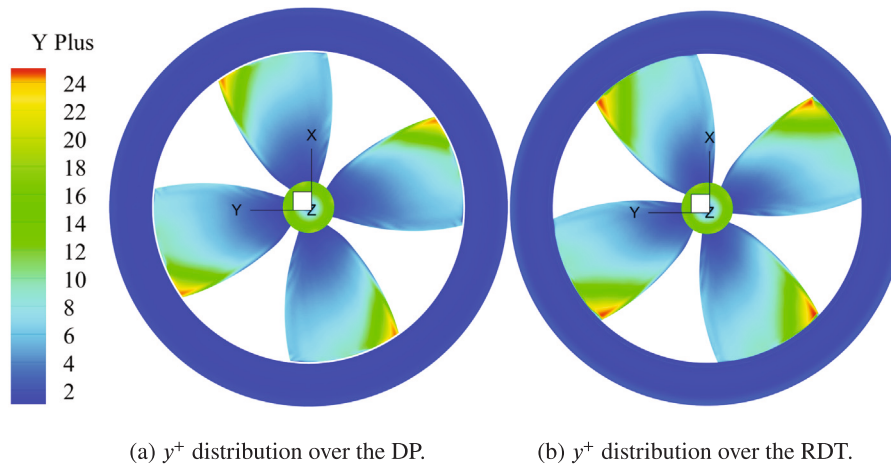 Y Plus
24
22
20
18
16
14
12
10
8
6
4
2
X
Y
Z
X
Y
Z
(a) y⁺ distribution over the DP.
(b) y⁺ distribution over the RDT.